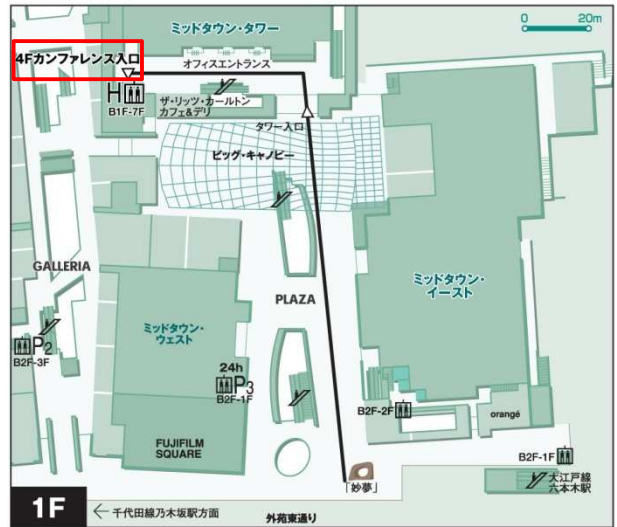 ミッドタウン・タワー
0 20m
4Fカンファレンス入口
オフィスエントランス
H
B1F-7F
ザ・リッツ・カールトン
カフェ&デリ
タワー入口
ビッグ・キャノピー
GALLERIA
PLAZA
ミッドタウン・
イースト
ミッドタウン・
ウェスト
P2
B2F-3F
24h
P3
B2F-1F
B2F-2F
orangé
FUJIFILM
SQUARE
B2F-1F
「妙夢」
大江戸線
六本木駅
1F
← 千代田線乃木坂駅方面
外苑東通り